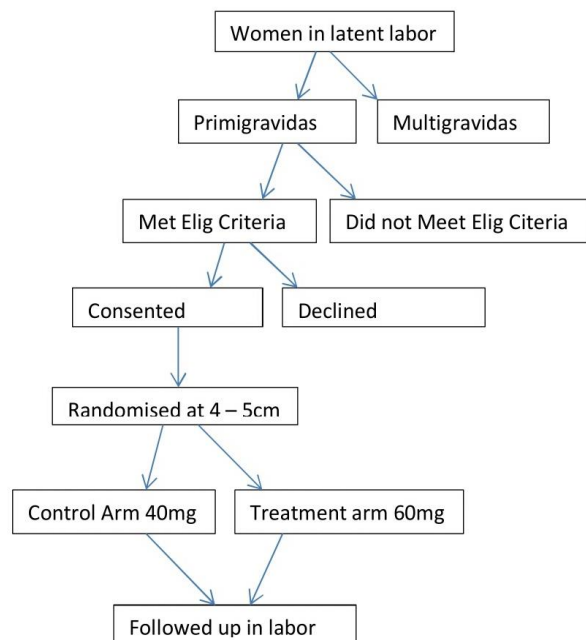 Women in latent labor
Primigravidas
Multigravidas
Met Elig Criteria
Did not Meet Elig Citeria
Consented
Declined
Randomised at 4 – 5cm
Control Arm 40mg
Treatment arm 60mg
Followed up in labor